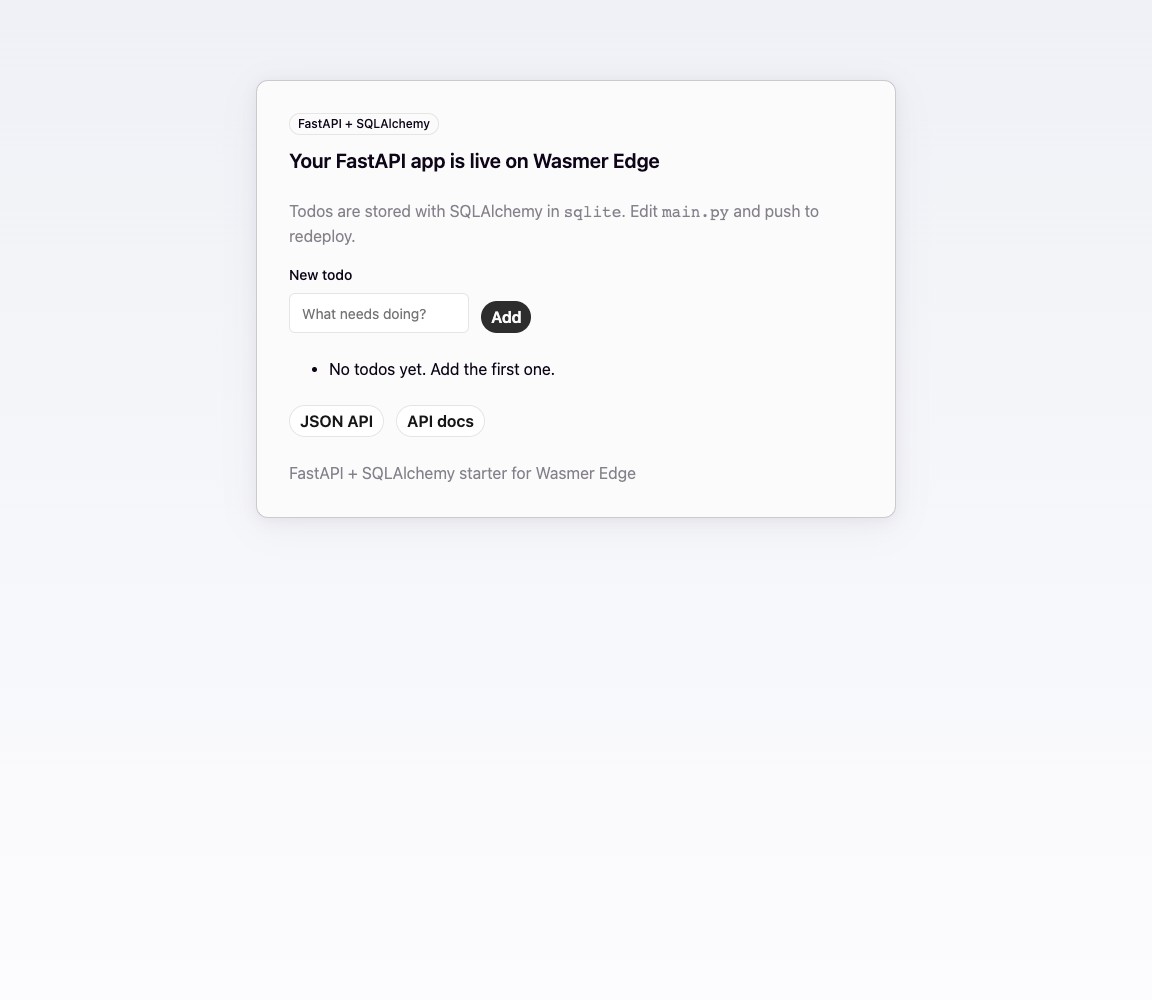 FastAPI + SQLAlchemy
Your FastAPI app is live on Wasmer Edge
Todos are stored with SQLAlchemy in sqlite. Edit main.py and push to
redeploy.
New todo
What needs doing?
Add
No todos yet. Add the first one.
JSON API
API docs
FastAPI + SQLAlchemy starter for Wasmer Edge